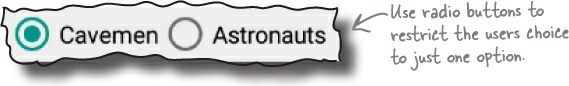 Cavemen Astronauts
Use radio buttons to
restrict the users choice
to just one option.